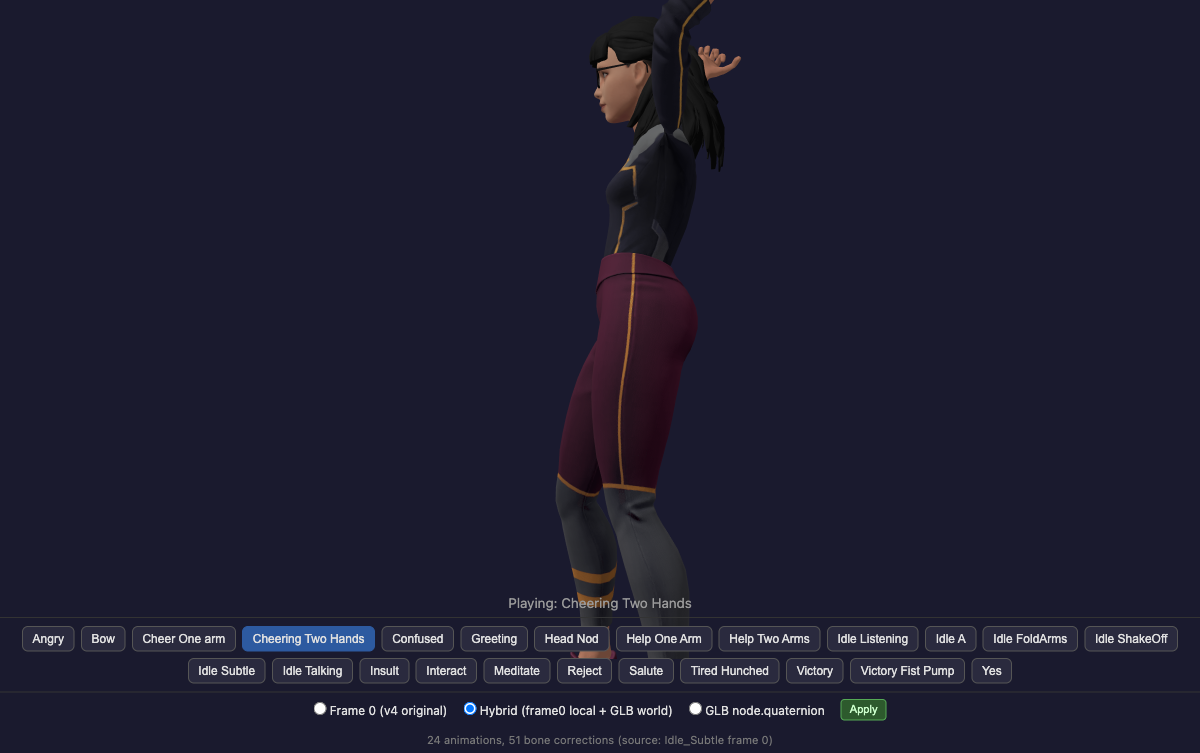 Playing: Cheering Two Hands
Angry Bow Cheer One arm Cheering Two Hands Confused Greeting Head Nod Help One Arm Help Two Arms Idle Listening Idle A Idle FoldArms Idle ShakeOff
Idle Subtle Idle Talking Insult Interact Meditate Reject Salute Tired Hunched Victory Victory Fist Pump Yes
Frame 0 (v4 original) Hybrid (frame0 local + GLB world) GLB node.quaternion Apply
24 animations, 51 bone corrections (source: Idle_Subtle frame 0)